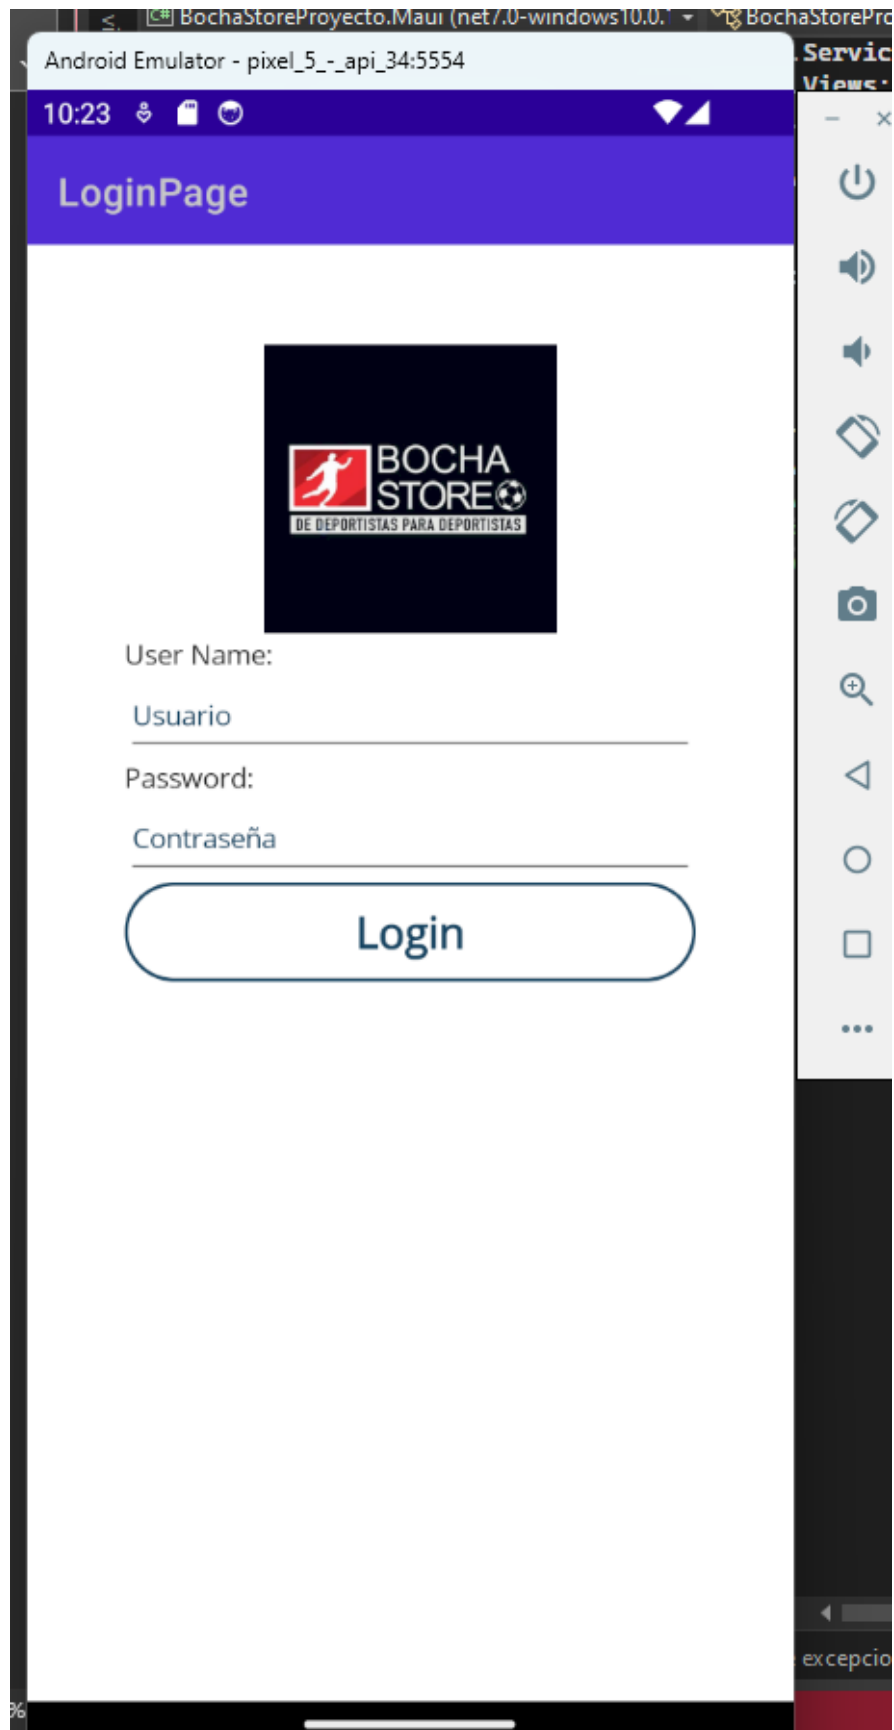 C# BochaStoreProyecto.Maui (net7.0-windows10.0.
BochaStorePro
Android Emulator - pixel_5_-_api_34:5554
.Servic
Views;
10:23
LoginPage
BOCHA
STORE
DE DEPORTISTAS PARA DEPORTISTAS
User Name:
Usuario
Password:
Contraseña
Login
excepcio
%